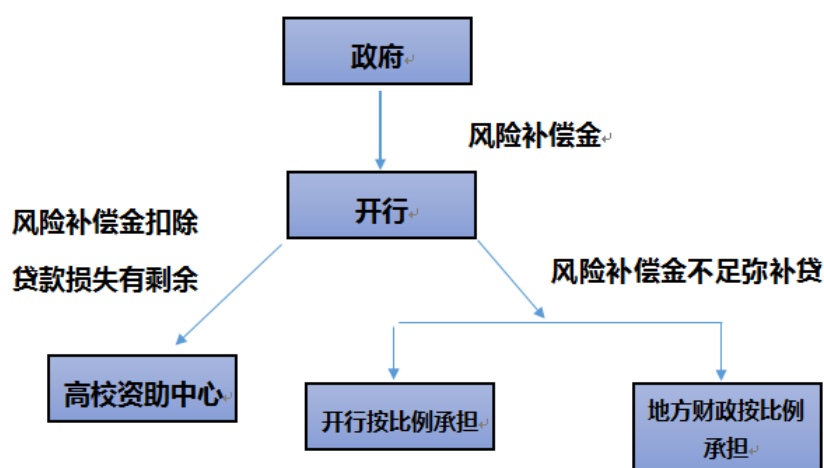 政府
风险补偿金
开行
风险补偿金扣除
贷款损失有剩余
风险补偿金不足弥补贷
高校资助中心
开行按比例承担
地方财政按比例
承担